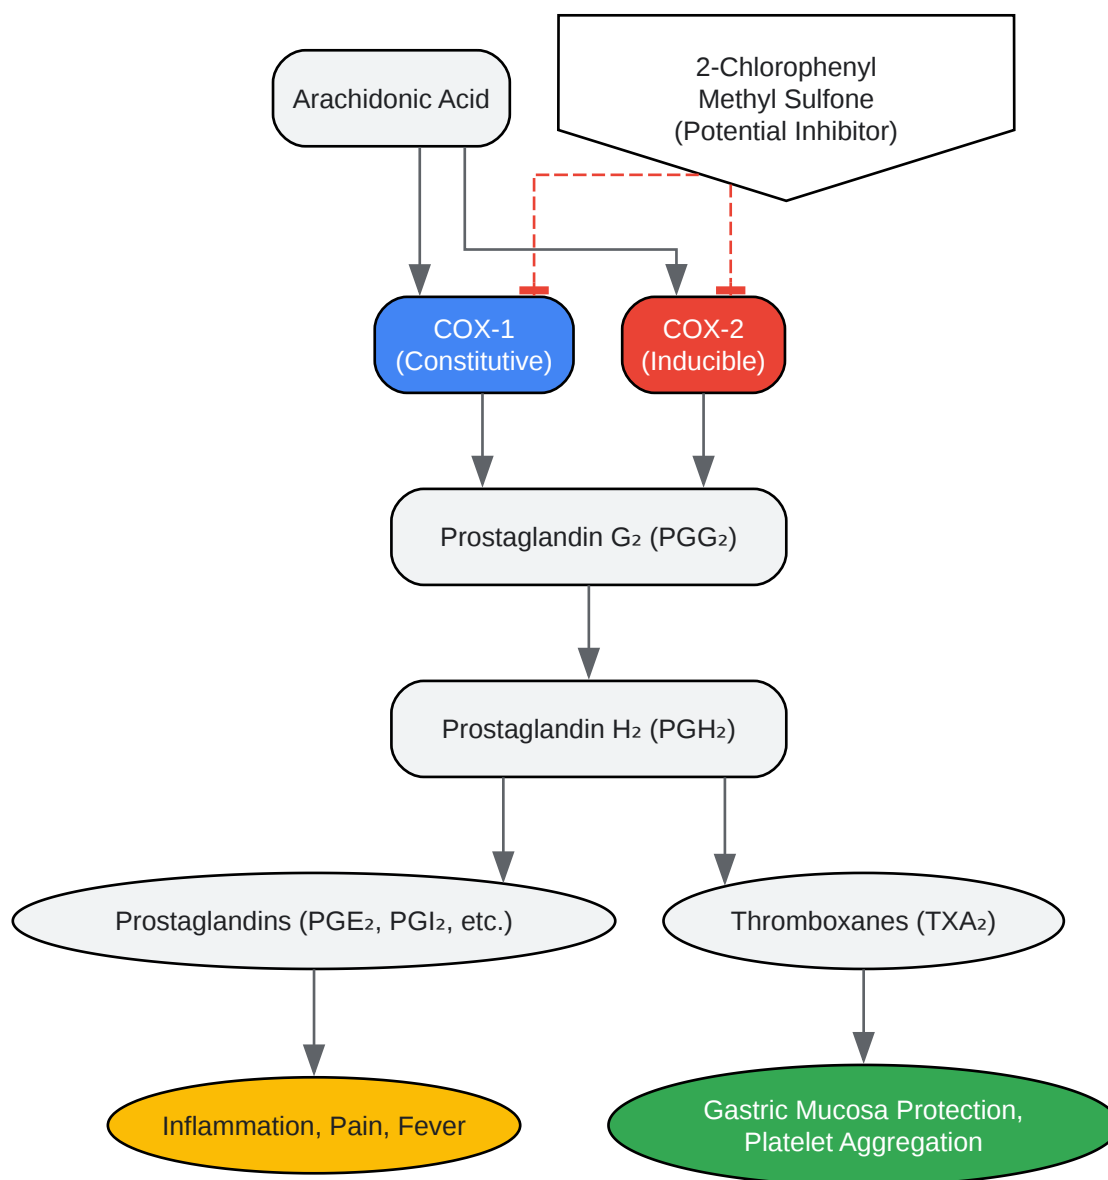 Arachidonic Acid
2-Chlorophenyl
Methyl Sulfone
(Potential Inhibitor)
COX-1
(Constitutive)
COX-2
(Inducible)
Prostaglandin G₂ (PGG₂)
Prostaglandin H₂ (PGH₂)
Prostaglandins (PGE₂, PGI₂, etc.)
Thromboxanes (TXA₂)
Inflammation, Pain, Fever
Gastric Mucosa Protection,
Platelet Aggregation